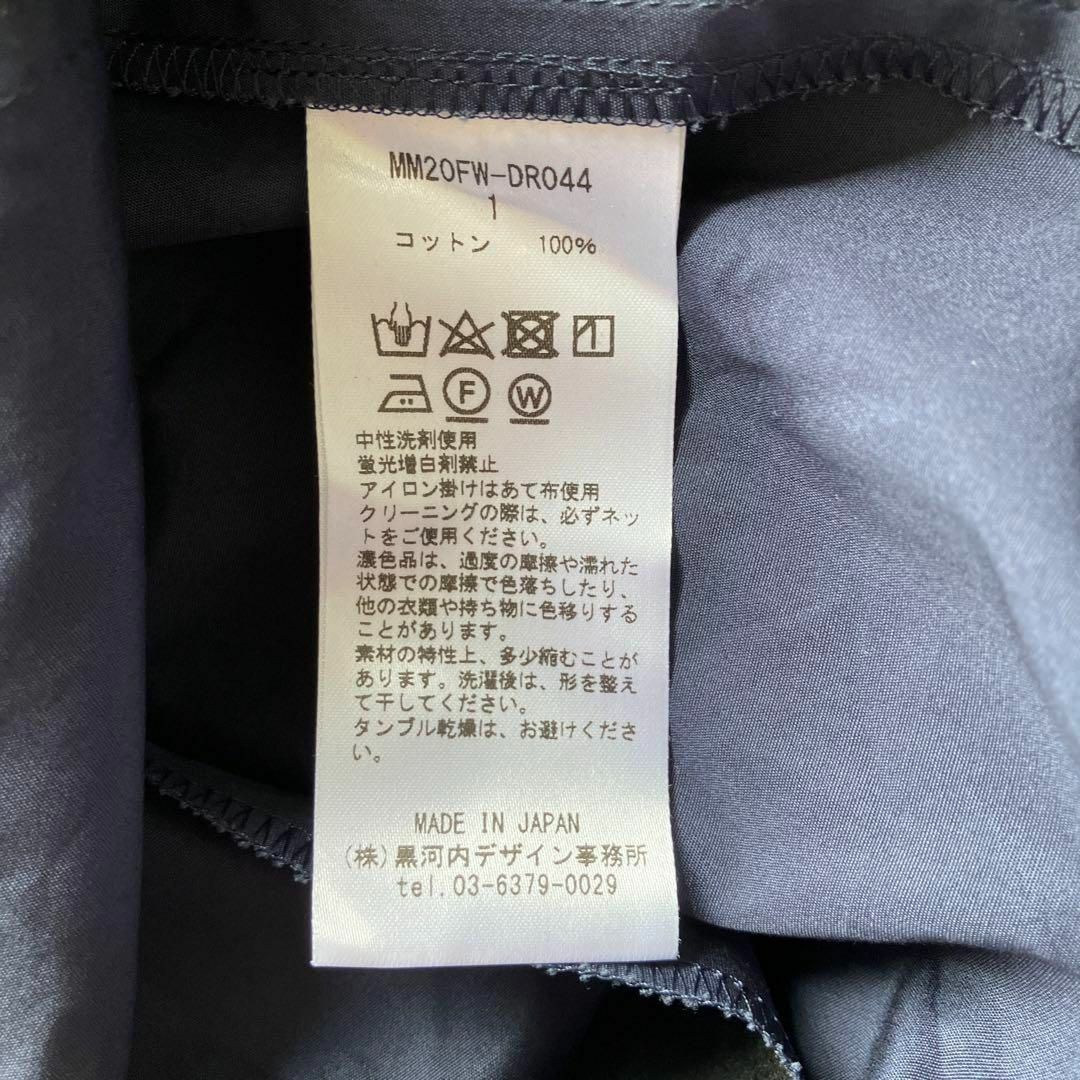 MM20FW-DR044
1
コットン 100%
F W
中性洗剤使用
蛍光増白剤禁止
アイロン掛けはあて布使用
クリーニングの際は、必ずネッ
トをご使用ください。
濃色品は、過度の摩擦や濡れた
状態での摩擦で色落ちしたり、
他の衣類や持ち物に色移りする
ことがあります。
素材の特性上、多少縮むことが
あります。洗濯後は、形を整え
て干してください。
タンブル乾燥は、お避けくださ
い。
MADE IN JAPAN
(株)黒河内デザイン事務所
tel.03-6379-0029